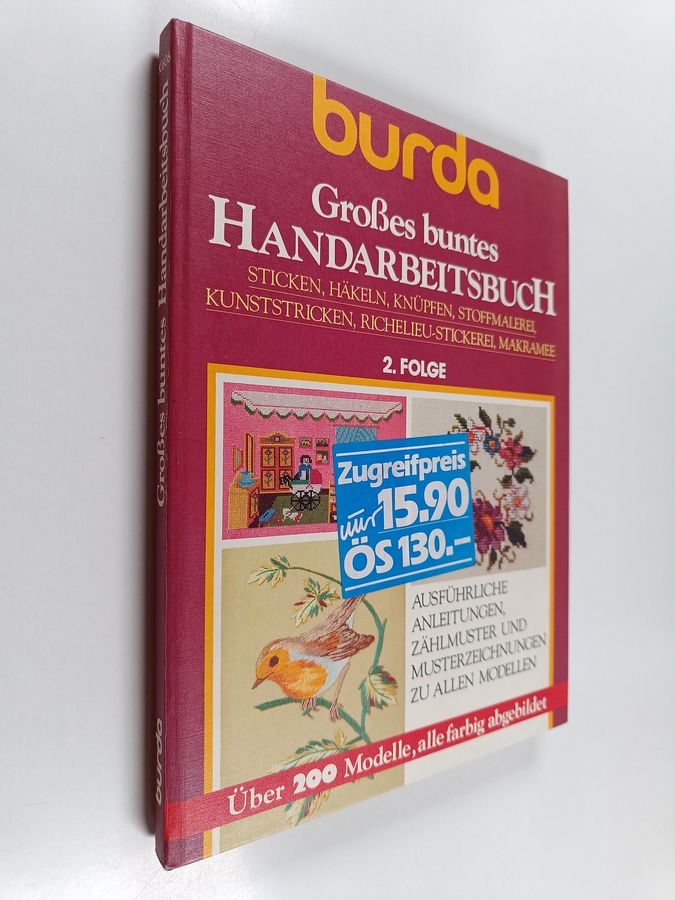 burda
Großes buntes
HANDARBEITSBUCH
STICKEN, HÄKELN, KNÜPFEN, STOFFMALEREI,
KUNSTSTRICKEN, RICHELIEU-STICKEREI, MAKRAMEE
2. FOLGE
Zugreifpreis
nur 15.90
ÖS 130.–
AUSFÜHRLICHE
ANLEITUNGEN,
ZÄHLMUSTER UND
MUSTERZEICHNUNGEN
ZU ALLEN MODELLEN
Über 200 Modelle, alle farbig abgebildet
Großes buntes Handarbeitsbuch
burda